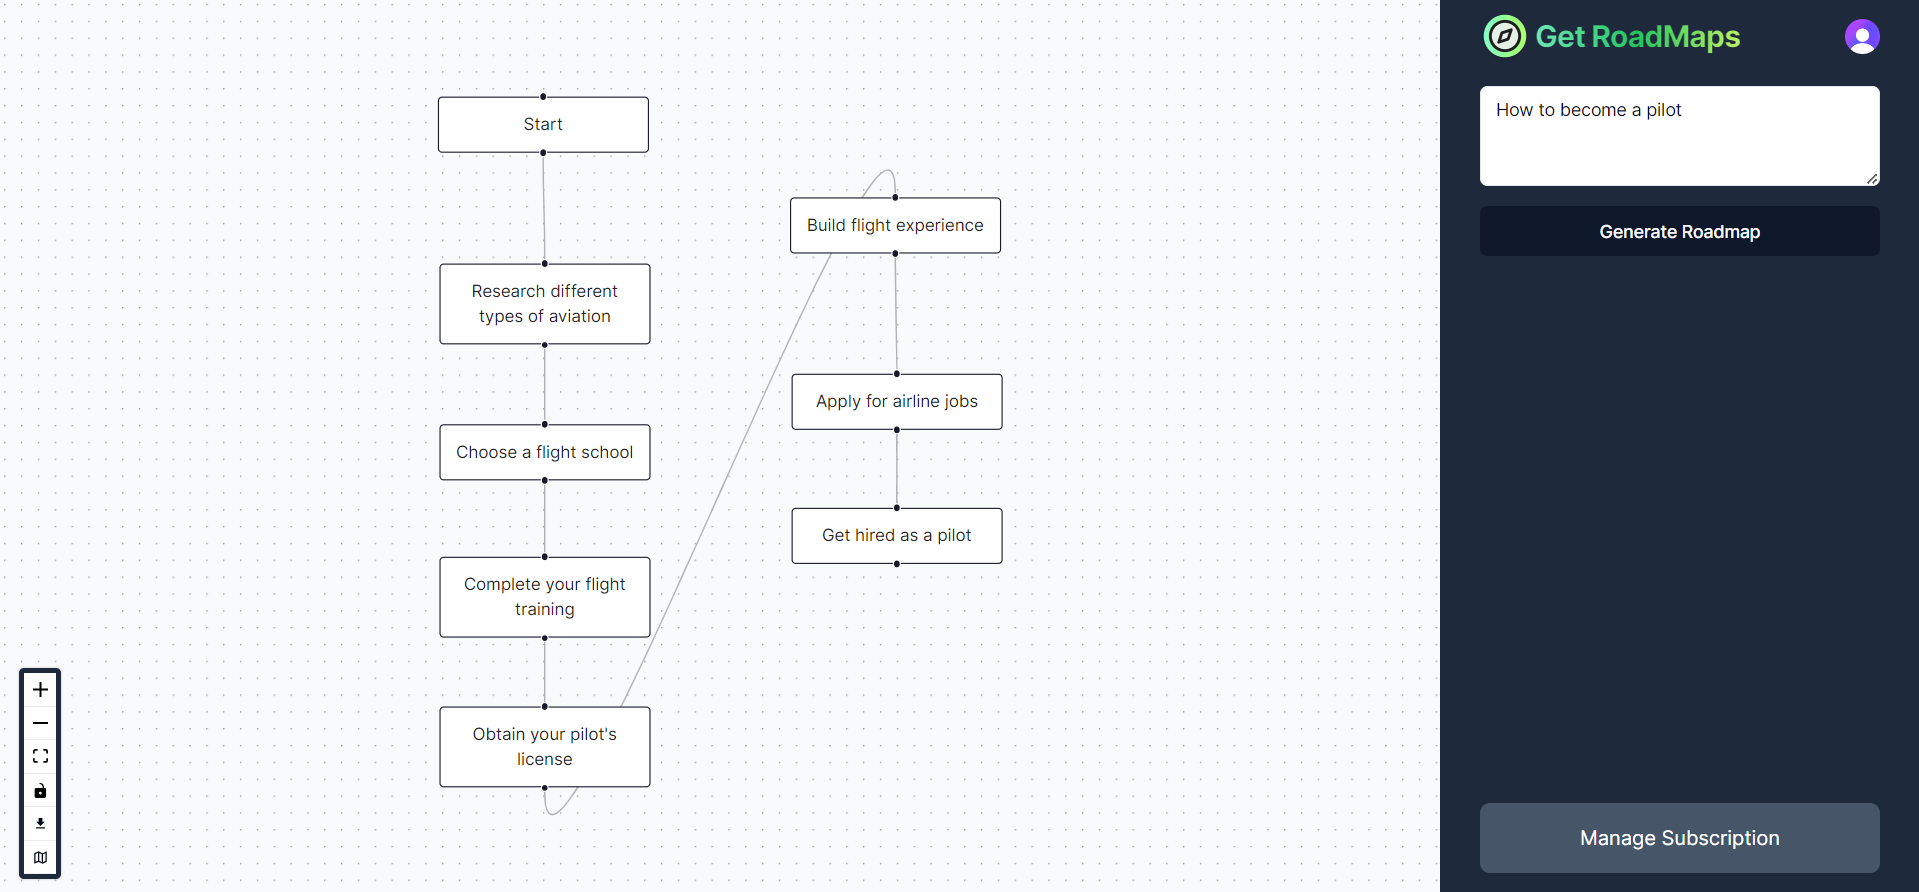 Start
Research different
types of aviation
Choose a flight school
Complete your flight
training
Obtain your pilot's
license
Build flight experience
Apply for airline jobs
Get hired as a pilot
Get RoadMaps
How to become a pilot
Generate Roadmap
Manage Subscription